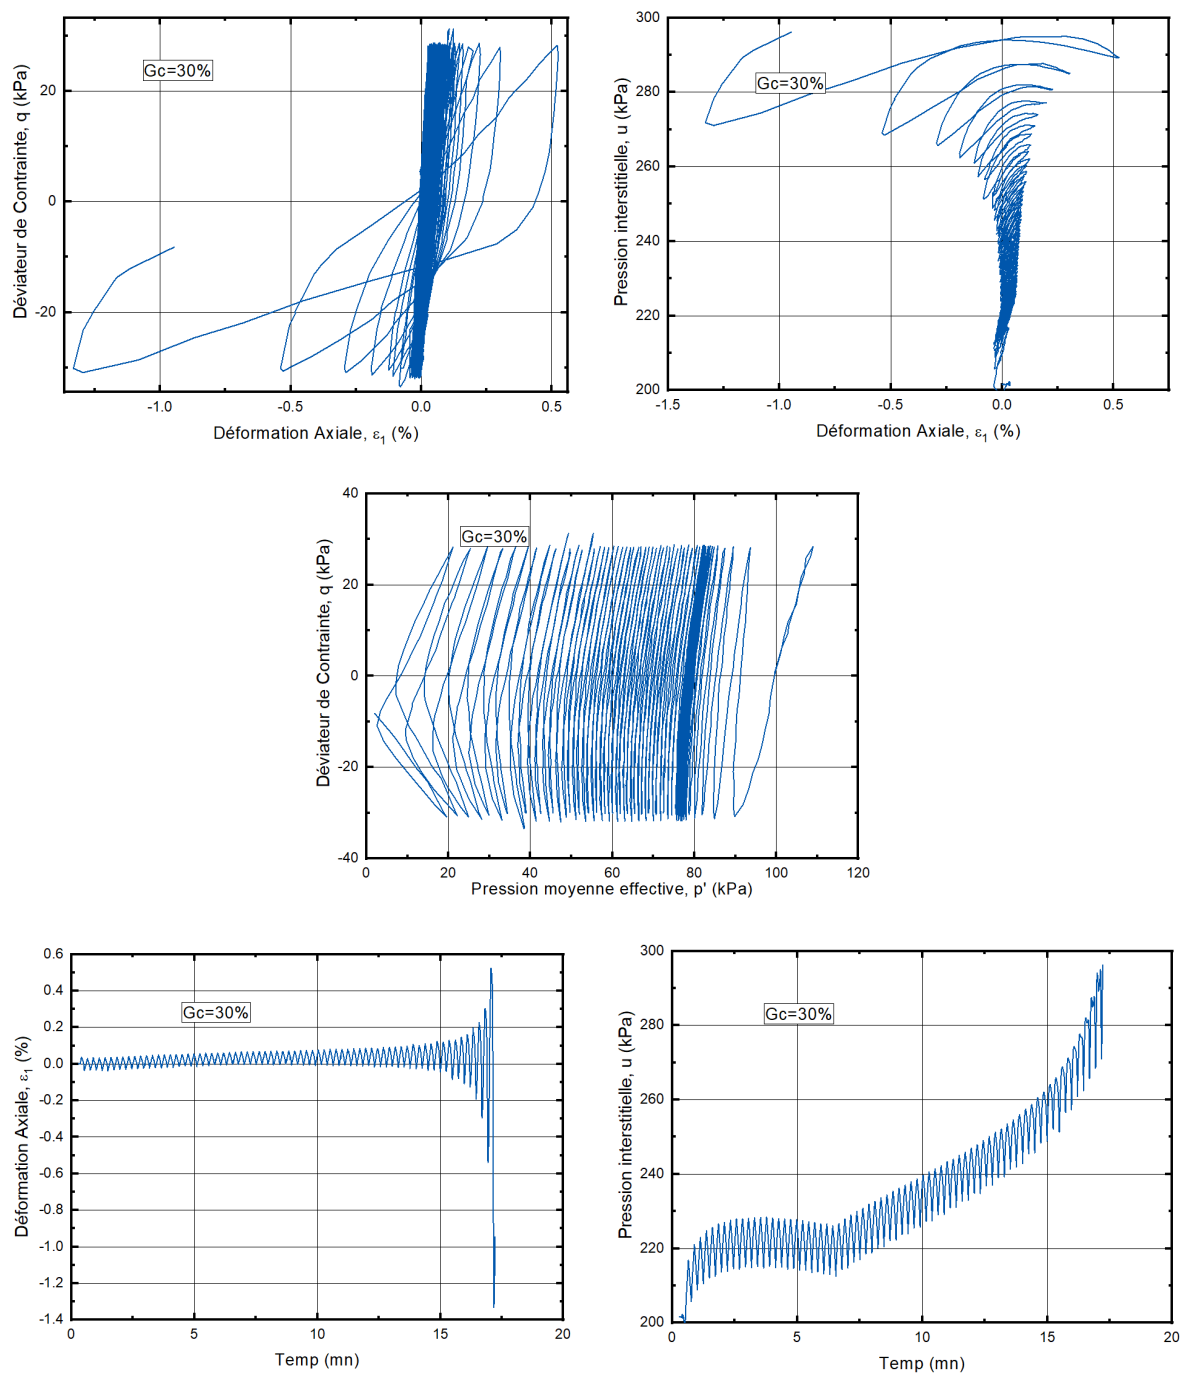 Gc=30%
Déviateur de Contrainte, q (kPa)
20
0
-20
-1.0 -0.5 0.0 0.5
Déformation Axiale, ε1 (%)
Gc=30%
Pression interstitielle, u (kPa)
300
280
260
240
220
200
-1.5 -1.0 -0.5 0.0 0.5
Déformation Axiale, ε1 (%)
Gc=30%
Déviateur de Contrainte, q (kPa)
40
20
0
-20
-40
0 20 40 60 80 100 120
Pression moyenne effective, p' (kPa)
Gc=30%
Déformation Axiale, ε1 (%)
0.6
0.4
0.2
0.0
-0.2
-0.4
-0.6
-0.8
-1.0
-1.2
-1.4
0 5 10 15 20
Temp (mn)
Gc=30%
Pression interstitielle, u (kPa)
300
280
260
240
220
200
0 5 10 15 20
Temp (mn)